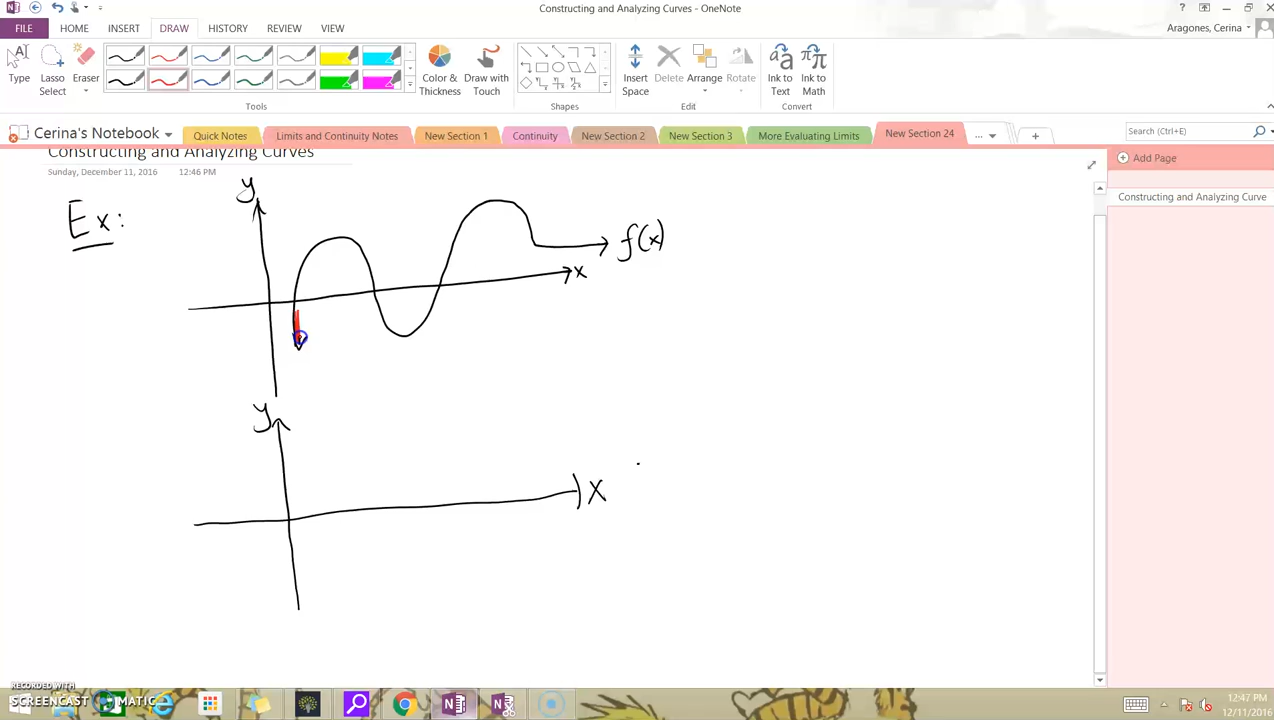 Constructing and Analyzing Curves - OneNote
FILE HOME INSERT DRAW HISTORY REVIEW VIEW
Aragones, Cerina
Type
Lasso Select
Eraser
Color & Thickness
Draw with Touch
Insert Space
Delete
Arrange
Rotate
Ink to Text
Ink to Math
Tools
Shapes
Edit
Convert
Cerina's Notebook
Quick Notes
Limits and Continuity Notes
New Section 1
Continuity
New Section 2
New Section 3
More Evaluating Limits
New Section 24
Search (Ctrl+E)
Constructing and Analyzing Curves
Sunday, December 11, 2016 12:46 PM
Add Page
Constructing and Analyzing Curve
Ex:
y
f(x)
x
y
x
RECORDED WITH
SCREENCAST MATIC
12:47 PM
12/11/2016